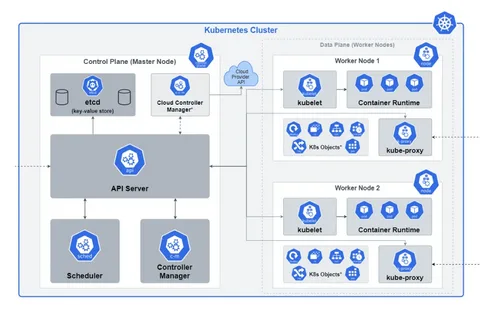 Kubernetes Cluster
Control Plane (Master Node)
etcd
(key-value store)
Cloud Controller
Manager*
Cloud
Provider
API
api
API Server
sched
Scheduler
c-m
Controller
Manager
Data Plane (Worker Nodes)
Worker Node 1
kubelet
Container Runtime
K8s Objects*
kube-proxy
Worker Node 2
kubelet
Container Runtime
K8s Objects*
kube-proxy